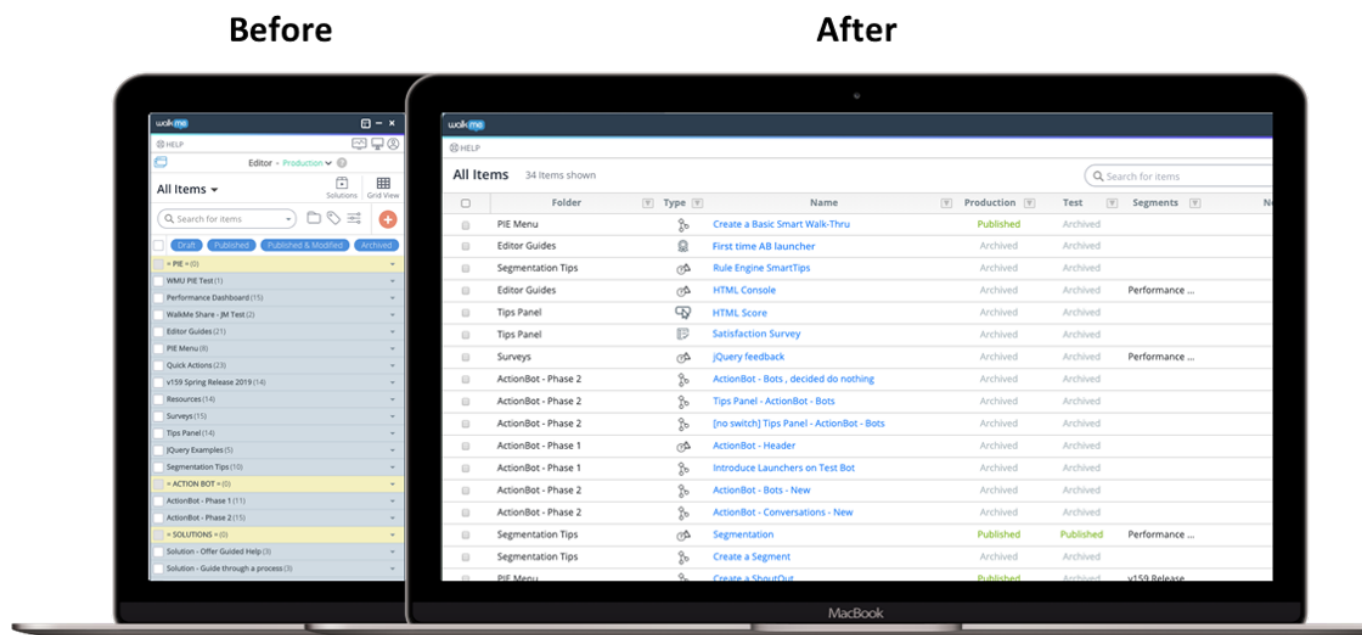 Before
After
walkme
HELP
Editor - Production
All Items
Solutions
Grid View
Search for items
Draft
Published
Published & Modified
Archived
= PIE = (0)
WMU PIE Test (1)
Performance Dashboard (15)
WalkMe Share - JM Test (2)
Editor Guides (21)
PIE Menu (8)
Quick Actions (23)
v159 Spring Release 2019 (14)
Resources (14)
Surveys (15)
Tips Panel (14)
JQuery Examples (5)
Segmentation Tips (10)
= ACTION BOT = (0)
ActionBot - Phase 1 (11)
ActionBot - Phase 2 (15)
= SOLUTIONS = (0)
Solution - Offer Guided Help (3)
Solution - Guide through a process (3)
walkme
HELP
All Items 34 items shown
Search for items
Folder Type Name Production Test Segments
PIE Menu Create a Basic Smart Walk-Thru Published Archived
Editor Guides First time AB launcher Archived Archived
Segmentation Tips Rule Engine SmartTips Archived Archived
Editor Guides HTML Console Archived Archived Performance ...
Tips Panel HTML Score Archived Archived
Tips Panel Satisfaction Survey Archived Archived
Surveys jQuery feedback Archived Archived Performance ...
ActionBot - Phase 2 ActionBot - Bots , decided do nothing Archived Archived
ActionBot - Phase 2 Tips Panel - ActionBot - Bots Archived Archived
ActionBot - Phase 2 [no switch] Tips Panel - ActionBot - Bots Archived Archived
ActionBot - Phase 1 ActionBot - Header Archived Archived
ActionBot - Phase 1 Introduce Launchers on Test Bot Archived Archived
ActionBot - Phase 2 ActionBot - Bots - New Archived Archived
ActionBot - Phase 2 ActionBot - Conversations - New Archived Archived
Segmentation Tips Segmentation Published Published Performance ...
Segmentation Tips Create a Segment Archived Archived
PIE Menu Create a ShoutOut Published Archived v159 Release
MacBook